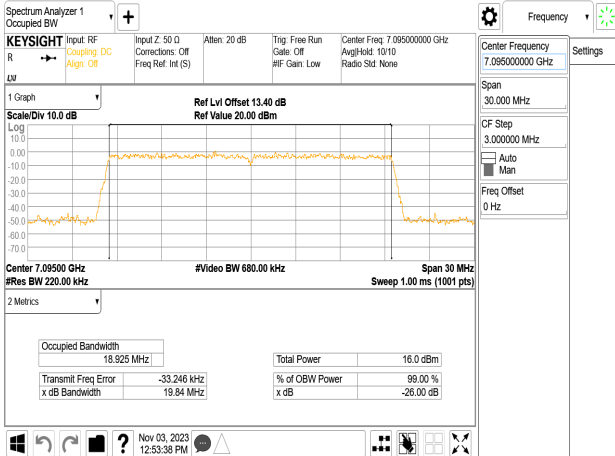 Spectrum Analyzer 1
Occupied BW
Frequency
KEYSIGHT
R
LXI
Input: RF
Coupling: DC
Align: Off
Input Z: 50 Ω
Corrections: Off
Freq Ref: Int (S)
Atten: 20 dB
Trig: Free Run
Gate: Off
#IF Gain: Low
Center Freq: 7.095000000 GHz
Avg|Hold: 10/10
Radio Std: None
Center Frequency
7.095000000 GHz
Settings
Span
30.000 MHz
CF Step
3.000000 MHz
Auto
Man
Freq Offset
0 Hz
1 Graph
Scale/Div 10.0 dB
Ref Lvl Offset 13.40 dB
Ref Value 20.00 dBm
Log
10.0
0.00
-10.0
-20.0
-30.0
-40.0
-50.0
-60.0
-70.0
Center 7.09500 GHz
#Video BW 680.00 kHz
Span 30 MHz
#Res BW 220.00 kHz
Sweep 1.00 ms (1001 pts)
2 Metrics
Occupied Bandwidth
18.925 MHz
Total Power 16.0 dBm
Transmit Freq Error -33.246 kHz
% of OBW Power 99.00 %
x dB Bandwidth 19.84 MHz
x dB -26.00 dB
?
Nov 03, 2023
12:53:38 PM